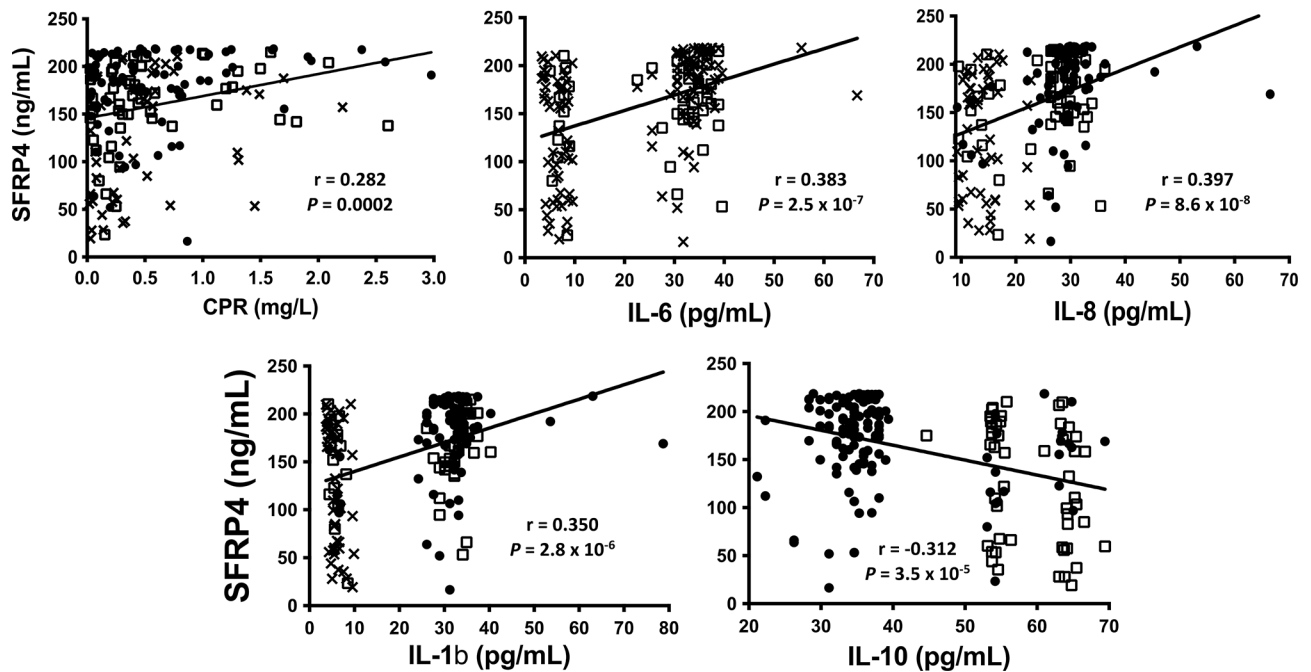 SFRP4 (ng/mL)
250
200
150
100
50
0
0.0 0.5 1.0 1.5 2.0 2.5 3.0
CPR (mg/L)
r = 0.282
P = 0.0002
250
200
150
100
50
0
0 10 20 30 40 50 60 70
IL-6 (pg/mL)
r = 0.383
P = 2.5 x 10-7
250
200
150
100
50
0
10 20 30 40 50 60 70
IL-8 (pg/mL)
r = 0.397
P = 8.6 x 10-8
SFRP4 (ng/mL)
250
200
150
100
50
0
0 10 20 30 40 50 60 70 80
IL-1b (pg/mL)
r = 0.350
P = 2.8 x 10-6
250
200
150
100
50
0
20 30 40 50 60 70
IL-10 (pg/mL)
r = -0.312
P = 3.5 x 10-5